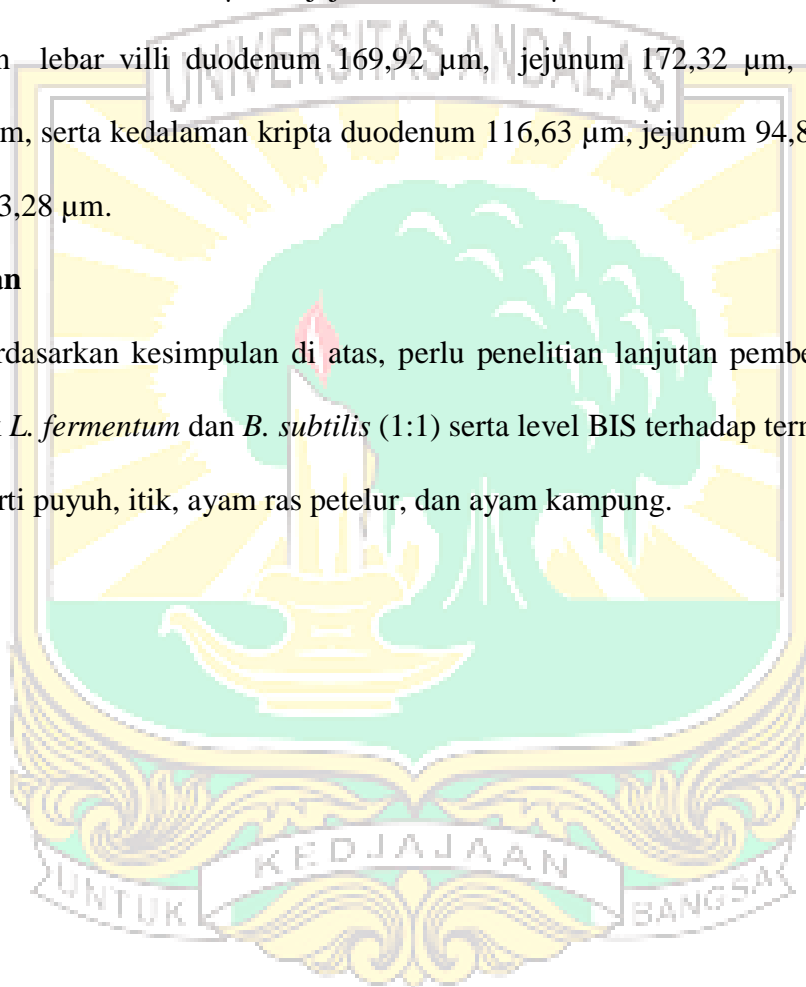 lebar villi duodenum 169,92 µm, jejunum 172,32 µm,
serta kedalaman kripta duodenum 116,63 µm, jejunum 94,8
3,28 µm.
an
rdasarkan kesimpulan di atas, perlu penelitian lanjutan pembe
L. fermentum dan B. subtilis (1:1) serta level BIS terhadap tern
rti puyuh, itik, ayam ras petelur, dan ayam kampung.
UNIVERSITAS ANDALAS
UNTUK KEDJAJAAN BANGSA